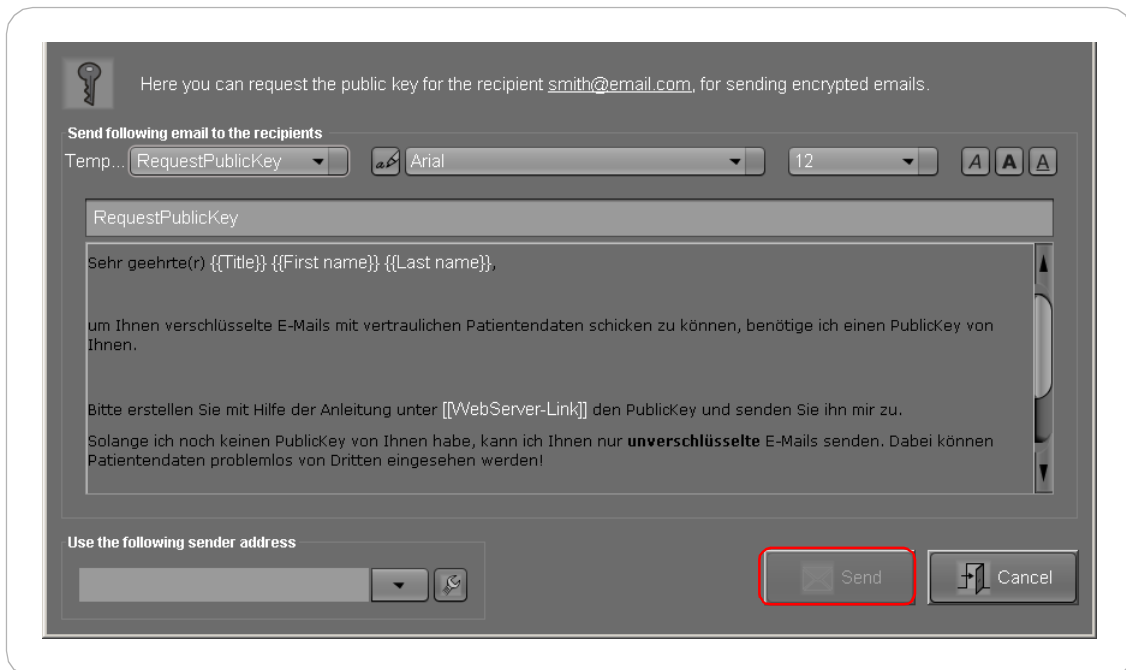 Here you can request the public key for the recipient smith@email.com, for sending encrypted emails.
Send following email to the recipients
Temp... RequestPublicKey Arial 12 A A A
RequestPublicKey
Sehr geehrte(r) {{Title}} {{First name}} {{Last name}},
um Ihnen verschlüsselte E-Mails mit vertraulichen Patientendaten schicken zu können, benötige ich einen PublicKey von
Ihnen.
Bitte erstellen Sie mit Hilfe der Anleitung unter [[WebServer-Link]] den PublicKey und senden Sie ihn mir zu.
Solange ich noch keinen PublicKey von Ihnen habe, kann ich Ihnen nur unverschlüsselte E-Mails senden. Dabei können
Patientendaten problemlos von Dritten eingesehen werden!
Use the following sender address
Send Cancel